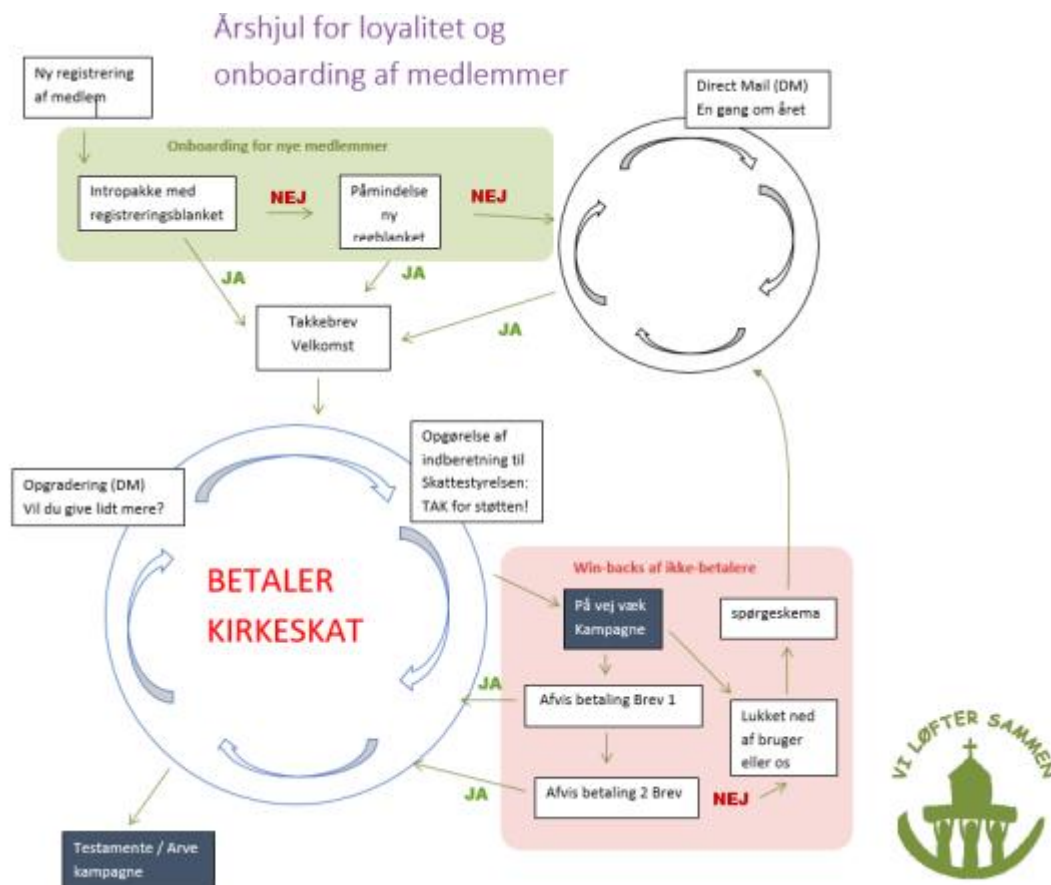 Årshjul for loyalitet og
onboarding af medlemmer
Ny registrering
af medlem
Direct Mail (DM)
En gang om året
Onboarding for nye medlemmer
Intropakke med
registreringsblanket
NEJ
Påmindelse
ny
regblanket
NEJ
JA
JA
JA
Takkebrev
Velkomst
Opgradering (DM)
Vil du give lidt mere?
Opgørelse af
indberetning til
Skattestyrelsen:
TAK for støtten!
BETALER
KIRKESKAT
Win-backs af ikke-betalere
På vej væk
Kampagne
spørgeskema
JA
Afvis betaling Brev 1
Lukket ned
af bruger
eller os
JA
Afvis betaling 2 Brev
NEJ
Testamente / Arve
kampagne
VI LØFTER SAMMEN